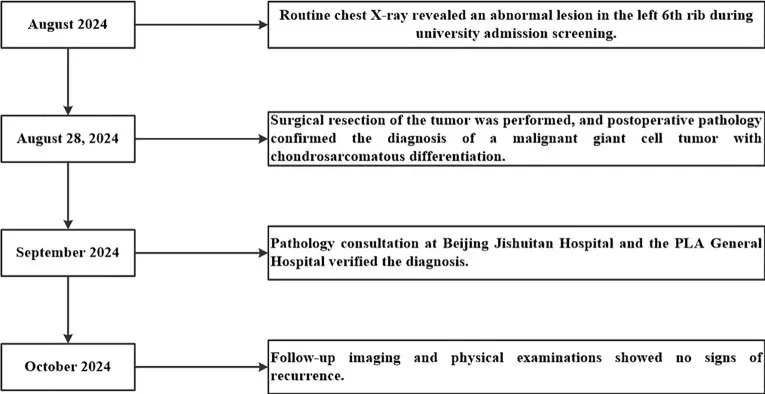 August 2024
Routine chest X-ray revealed an abnormal lesion in the left 6th rib during
university admission screening.
August 28, 2024
Surgical resection of the tumor was performed, and postoperative pathology
confirmed the diagnosis of a malignant giant cell tumor with
chondrosarcomatous differentiation.
September 2024
Pathology consultation at Beijing Jishuitan Hospital and the PLA General
Hospital verified the diagnosis.
October 2024
Follow-up imaging and physical examinations showed no signs of
recurrence.